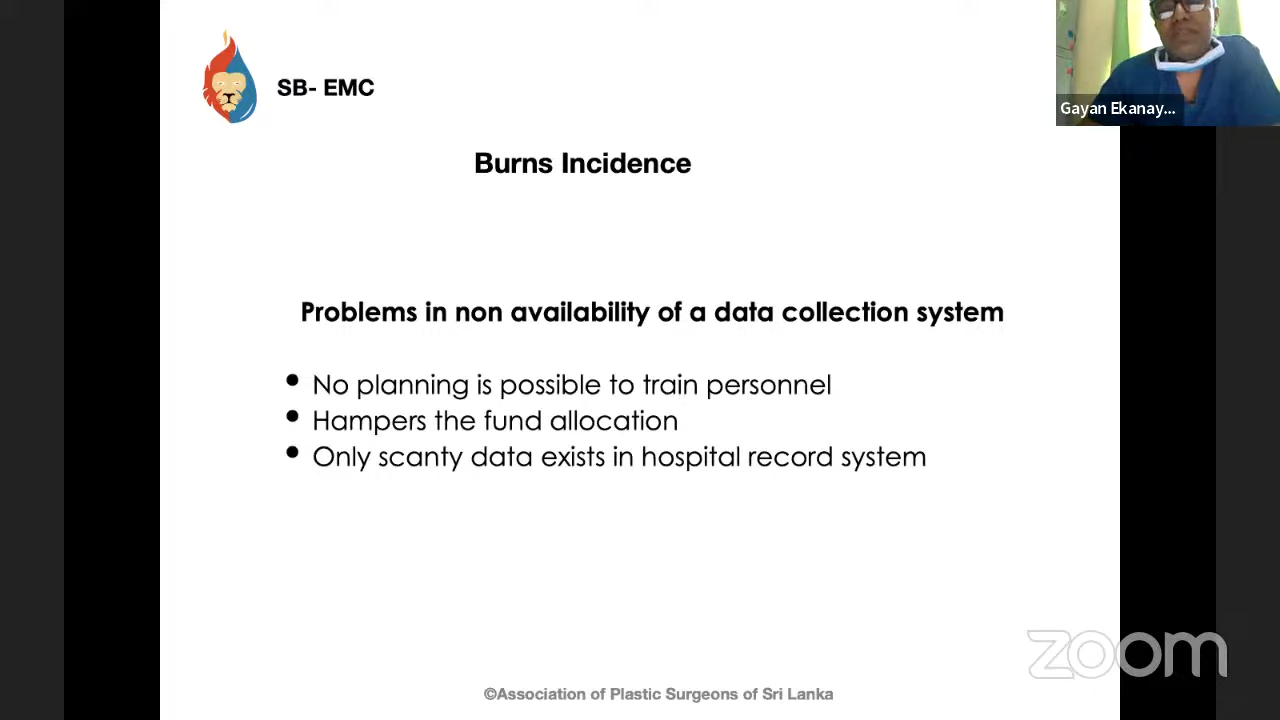 SB- EMC
Gayan Ekanay...
Burns Incidence
Problems in non availability of a data collection system
• No planning is possible to train personnel
• Hampers the fund allocation
• Only scanty data exists in hospital record system
zoom
©Association of Plastic Surgeons of Sri Lanka